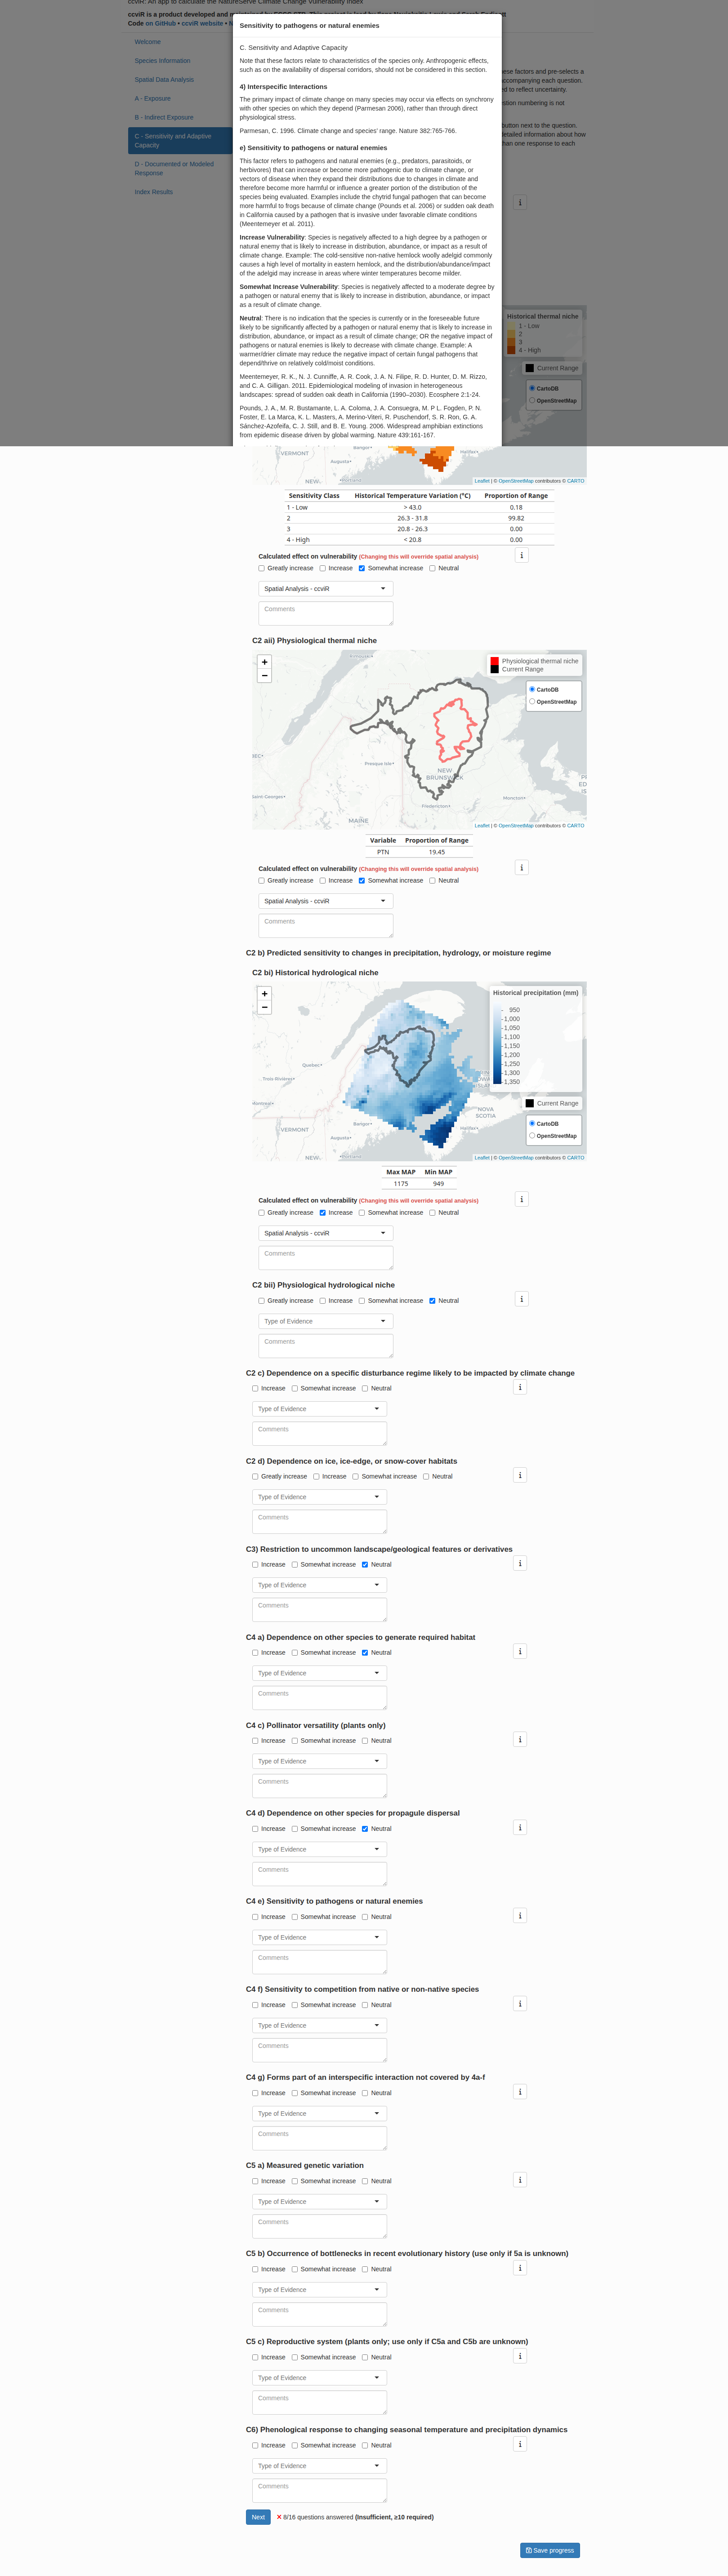 ccviR: An app to calculate the NatureServe Climate Change Vulnerability Index
ccviR is a product developed and
Code on GitHub • ccviR website •
Welcome
Species Information
Spatial Data Analysis
A - Exposure
B - Indirect Exposure
C - Sensitivity and Adaptive
Capacity
D - Documented or Modeled
Response
Index Results
ese factors and pre-selects a
ccompanying each question.
ed to reflect uncertainty.
stion numbering is not
button next to the question.
etailed information about how
han one response to each
Sensitivity to pathogens or natural enemies
C. Sensitivity and Adaptive Capacity
Note that these factors relate to characteristics of the species only. Anthropogenic effects,
such as on the availability of dispersal corridors, should not be considered in this section.
4) Interspecific Interactions
The primary impact of climate change on many species may occur via effects on synchrony
with other species on which they depend (Parmesan 2006), rather than through direct
physiological stress.
Parmesan, C. 1996. Climate change and species' range. Nature 382:765-766.
e) Sensitivity to pathogens or natural enemies
This factor refers to pathogens and natural enemies (e.g., predators, parasitoids, or
herbivores) that can increase or become more pathogenic due to climate change, or
vectors of disease when they expand their distributions due to changes in climate and
therefore become more harmful or influence a greater portion of the distribution of the
species being evaluated. Examples include the chytrid fungal pathogen that can become
more harmful to frogs because of climate change (Pounds et al. 2006) or sudden oak death
in California caused by a pathogen that is invasive under favorable climate conditions
(Meentemeyer et al. 2011).
Increase Vulnerability: Species is negatively affected to a high degree by a pathogen or
natural enemy that is likely to increase in distribution, abundance, or impact as a result of
climate change. Example: The cold-sensitive non-native hemlock woolly adelgid commonly
causes a high level of mortality in eastern hemlock, and the distribution/abundance/impact
of the adelgid may increase in areas where winter temperatures become milder.
Somewhat Increase Vulnerability: Species is negatively affected to a moderate degree by
a pathogen or natural enemy that is likely to increase in distribution, abundance, or impact
as a result of climate change.
Neutral: There is no indication that the species is currently or in the foreseeable future
likely to be significantly affected by a pathogen or natural enemy that is likely to increase in
distribution, abundance, or impact as a result of climate change; OR the negative impact of
pathogens or natural enemies is likely to decrease with climate change. Example: A
warmer/drier climate may reduce the negative impact of certain fungal pathogens that
depend/thrive on relatively cold/moist conditions.
Meentemeyer, R. K., N. J. Cunniffe, A. R. Cook, J. A. N. Filipe, R. D. Hunter, D. M. Rizzo,
and C. A. Gilligan. 2011. Epidemiological modeling of invasion in heterogeneous
landscapes: spread of sudden oak death in California (1990–2030). Ecosphere 2:1-24.
Pounds, J. A., M. R. Bustamante, L. A. Coloma, J. A. Consuegra, M. P L. Fogden, P. N.
Foster, E. La Marca, K. L. Masters, A. Merino-Viteri, R. Puschendorf, S. R. Ron, G. A.
Sánchez-Azofeifa, C. J. Still, and B. E. Young. 2006. Widespread amphibian extinctions
from epidemic disease driven by global warming. Nature 439:161-167.
Historical thermal niche
1 - Low
2
3
4 - High
Current Range
CartoDB
OpenStreetMap
VERMONT
Bangor
Augusta
Halifax
NEW
Leaflet | © OpenStreetMap contributors © CARTO
Sensitivity Class Historical Temperature Variation (°C) Proportion of Range
1 - Low > 43.0 0.18
2 26.3 - 31.8 99.82
3 20.8 - 26.3 0.00
4 - High < 20.8 0.00
Calculated effect on vulnerability (Changing this will override spatial analysis)
Greatly increase Increase Somewhat increase Neutral
Spatial Analysis - ccviR
Comments
C2 aii) Physiological thermal niche
+
−
Physiological thermal niche
Current Range
CartoDB
OpenStreetMap
Presque Isle
NEW
BRUNSWICK
Saint-Georges
Fredericton
Moncton
MAINE
Leaflet | © OpenStreetMap contributors © CARTO
Variable Proportion of Range
PTN 19.45
Calculated effect on vulnerability (Changing this will override spatial analysis)
Greatly increase Increase Somewhat increase Neutral
Spatial Analysis - ccviR
Comments
C2 b) Predicted sensitivity to changes in precipitation, hydrology, or moisture regime
C2 bi) Historical hydrological niche
+
−
Historical precipitation (mm)
950
1,000
1,050
1,100
1,150
1,200
1,250
1,300
1,350
Current Range
CartoDB
OpenStreetMap
Quebec
Trois-Rivières
Montreal
NOVA
SCOTIA
Bangor
VERMONT
Augusta
Halifax
NEW
Leaflet | © OpenStreetMap contributors © CARTO
Max MAP Min MAP
1175 949
Calculated effect on vulnerability (Changing this will override spatial analysis)
Greatly increase Increase Somewhat increase Neutral
Spatial Analysis - ccviR
Comments
C2 bii) Physiological hydrological niche
Greatly increase Increase Somewhat increase Neutral
Type of Evidence
Comments
C2 c) Dependence on a specific disturbance regime likely to be impacted by climate change
Increase Somewhat increase Neutral
Type of Evidence
Comments
C2 d) Dependence on ice, ice-edge, or snow-cover habitats
Greatly increase Increase Somewhat increase Neutral
Type of Evidence
Comments
C3) Restriction to uncommon landscape/geological features or derivatives
Increase Somewhat increase Neutral
Type of Evidence
Comments
C4 a) Dependence on other species to generate required habitat
Increase Somewhat increase Neutral
Type of Evidence
Comments
C4 c) Pollinator versatility (plants only)
Increase Somewhat increase Neutral
Type of Evidence
Comments
C4 d) Dependence on other species for propagule dispersal
Increase Somewhat increase Neutral
Type of Evidence
Comments
C4 e) Sensitivity to pathogens or natural enemies
Increase Somewhat increase Neutral
Type of Evidence
Comments
C4 f) Sensitivity to competition from native or non-native species
Increase Somewhat increase Neutral
Type of Evidence
Comments
C4 g) Forms part of an interspecific interaction not covered by 4a-f
Increase Somewhat increase Neutral
Type of Evidence
Comments
C5 a) Measured genetic variation
Increase Somewhat increase Neutral
Type of Evidence
Comments
C5 b) Occurrence of bottlenecks in recent evolutionary history (use only if 5a is unknown)
Increase Somewhat increase Neutral
Type of Evidence
Comments
C5 c) Reproductive system (plants only; use only if C5a and C5b are unknown)
Increase Somewhat increase Neutral
Type of Evidence
Comments
C6) Phenological response to changing seasonal temperature and precipitation dynamics
Increase Somewhat increase Neutral
Type of Evidence
Comments
Next ✕ 8/16 questions answered (Insufficient, ≥10 required)
Save progress